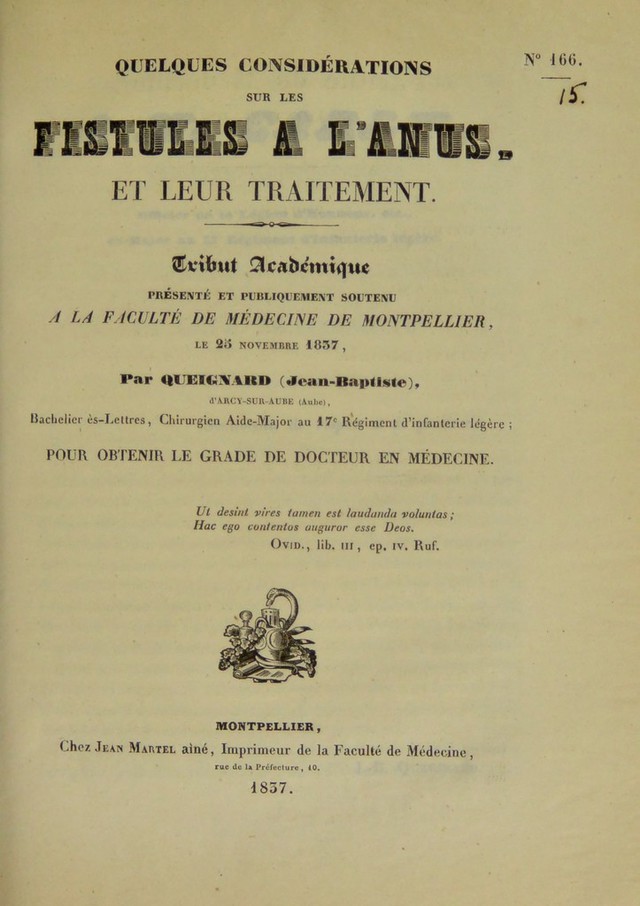 QUELQUES CONSIDÉRATIONS
N° 166.
15.
SUR LES
FISTULES A L'ANUS,
ET LEUR TRAITEMENT.
Tribut Académique
PRÉSENTÉ ET PUBLIQUEMENT SOUTENU
A LA FACULTÉ DE MÉDECINE DE MONTPELLIER,
LE 25 NOVEMBRE 1837,
Par QUEIGNARD (Jean-Baptiste),
d'ARCY-SUR-AUBE (Aube),
Bachelier ès-Lettres, Chirurgien Aide-Major au 17e Régiment d'infanterie légère;
POUR OBTENIR LE GRADE DE DOCTEUR EN MÉDECINE.
Ut desint vires tamen est laudanda voluntas;
Hac ego contentos auguror esse Deos.
OVID., lib. III, ep. IV. Ruf.
MONTPELLIER,
Chez JEAN MARTEL aîné, Imprimeur de la Faculté de Médecine,
rue de la Préfecture, 10.
1837.